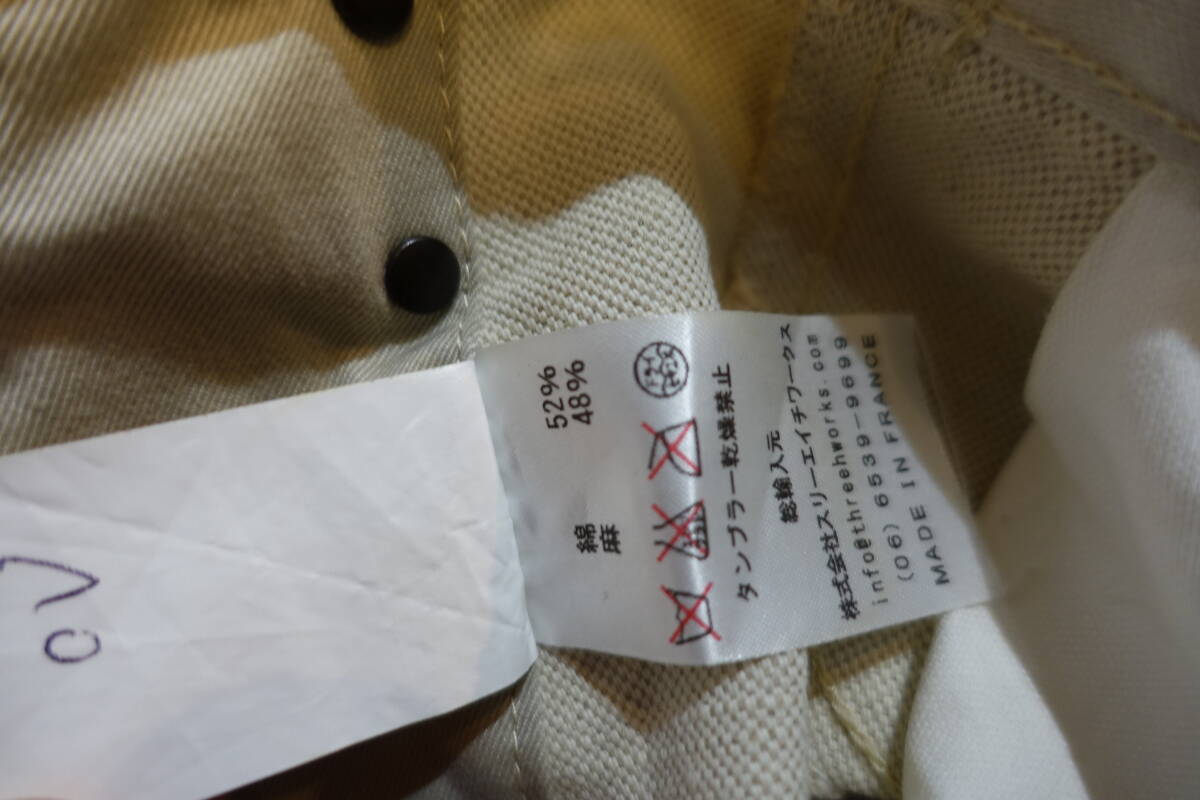 綿 52%
麻 48%
タンブラー乾燥禁止
総輸入元
株式会社スリーエイチワークス
info@threehworks.com
(06) 6539-9699
MADE IN FRANCE